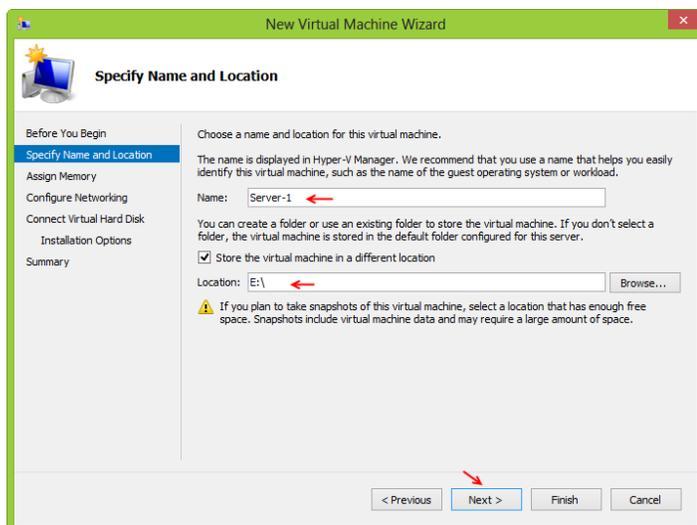 New Virtual Machine Wizard
Specify Name and Location
Before You Begin
Specify Name and Location
Assign Memory
Configure Networking
Connect Virtual Hard Disk
Installation Options
Summary
Choose a name and location for this virtual machine.
The name is displayed in Hyper-V Manager. We recommend that you use a name that helps you easily
identify this virtual machine, such as the name of the guest operating system or workload.
Name: Server-1
You can create a folder or use an existing folder to store the virtual machine. If you don't select a
folder, the virtual machine is stored in the default folder configured for this server.
Store the virtual machine in a different location
Location: E:\ Browse...
If you plan to take snapshots of this virtual machine, select a location that has enough free
space. Snapshots include virtual machine data and may require a large amount of space.
< Previous Next > Finish Cancel